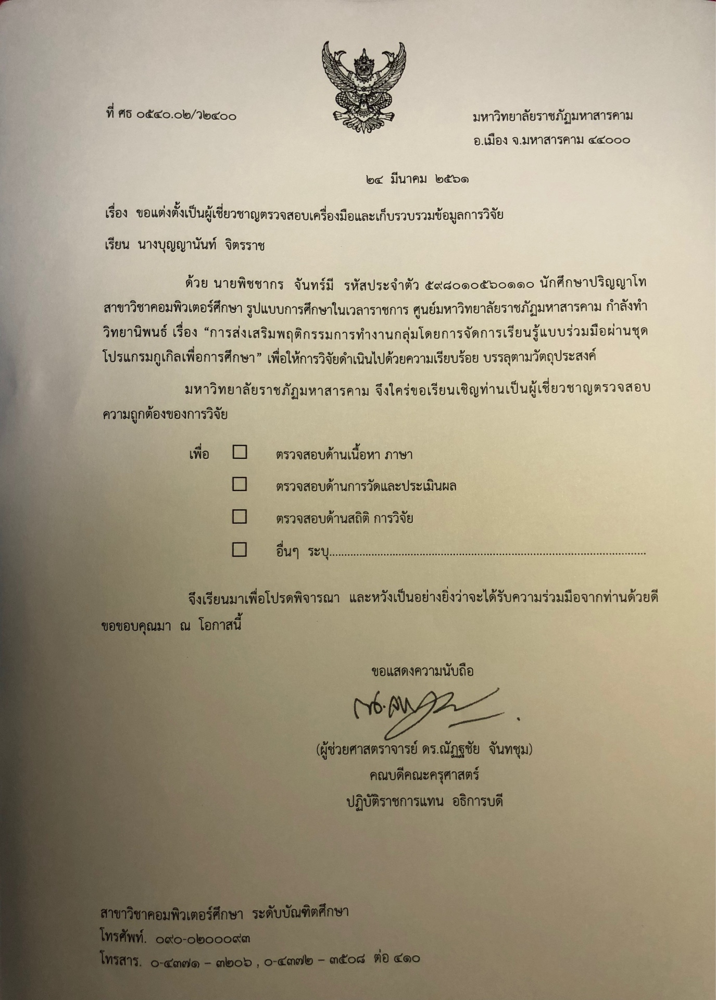 ที่ ศธ ๐๕๔๐.๐๒/ว๒๔๐๐
มหาวิทยาลัยราชภัฏมหาสารคาม
อ.เมือง จ.มหาสารคาม ๔๔๐๐๐
๒๔ มีนาคม ๒๕๖๑
เรื่อง ขอแต่งตั้งเป็นผู้เชี่ยวชาญตรวจสอบเครื่องมือและเก็บรวบรวมข้อมูลการวิจัย
เรียน นางบุญญานันท์ จิตรราช
ด้วย นายพิชชากร จันทร์มี รหัสประจำตัว ๕๙๘๐๑๐๕๖๐๑๑๐ นักศึกษาปริญญาโท
สาขาวิชาคอมพิวเตอร์ศึกษา รูปแบบการศึกษาในเวลาราชการ ศูนย์มหาวิทยาลัยราชภัฏมหาสารคาม กำลังทำ
วิทยานิพนธ์ เรื่อง “การส่งเสริมพฤติกรรมการทำงานกลุ่มโดยการจัดการเรียนรู้แบบร่วมมือผ่านชุด
โปรแกรมกูเกิลเพื่อการศึกษา” เพื่อให้การวิจัยดำเนินไปด้วยความเรียบร้อย บรรลุตามวัตถุประสงค์
มหาวิทยาลัยราชภัฏมหาสารคาม จึงใคร่ขอเรียนเชิญท่านเป็นผู้เชี่ยวชาญตรวจสอบ
ความถูกต้องของการวิจัย
เพื่อ ☐ ตรวจสอบด้านเนื้อหา ภาษา
☐ ตรวจสอบด้านการวัดและประเมินผล
☐ ตรวจสอบด้านสถิติ การวิจัย
☐ อื่นๆ ระบุ..........................................................................................................
จึงเรียนมาเพื่อโปรดพิจารณา และหวังเป็นอย่างยิ่งว่าจะได้รับความร่วมมือจากท่านด้วยดี
ขอขอบคุณมา ณ โอกาสนี้
ขอแสดงความนับถือ
(ผู้ช่วยศาสตราจารย์ ดร.ณัฏฐชัย จันทชุม)
คณบดีคณะครุศาสตร์
ปฏิบัติราชการแทน อธิการบดี
สาขาวิชาคอมพิวเตอร์ศึกษา ระดับบัณฑิตศึกษา
โทรศัพท์. ๐๙๐-๐๒๐๐๐๙๓
โทรสาร. ๐-๔๓๗๑ – ๓๒๐๖ , ๐-๔๓๗๒ – ๓๕๐๘ ต่อ ๔๑๐